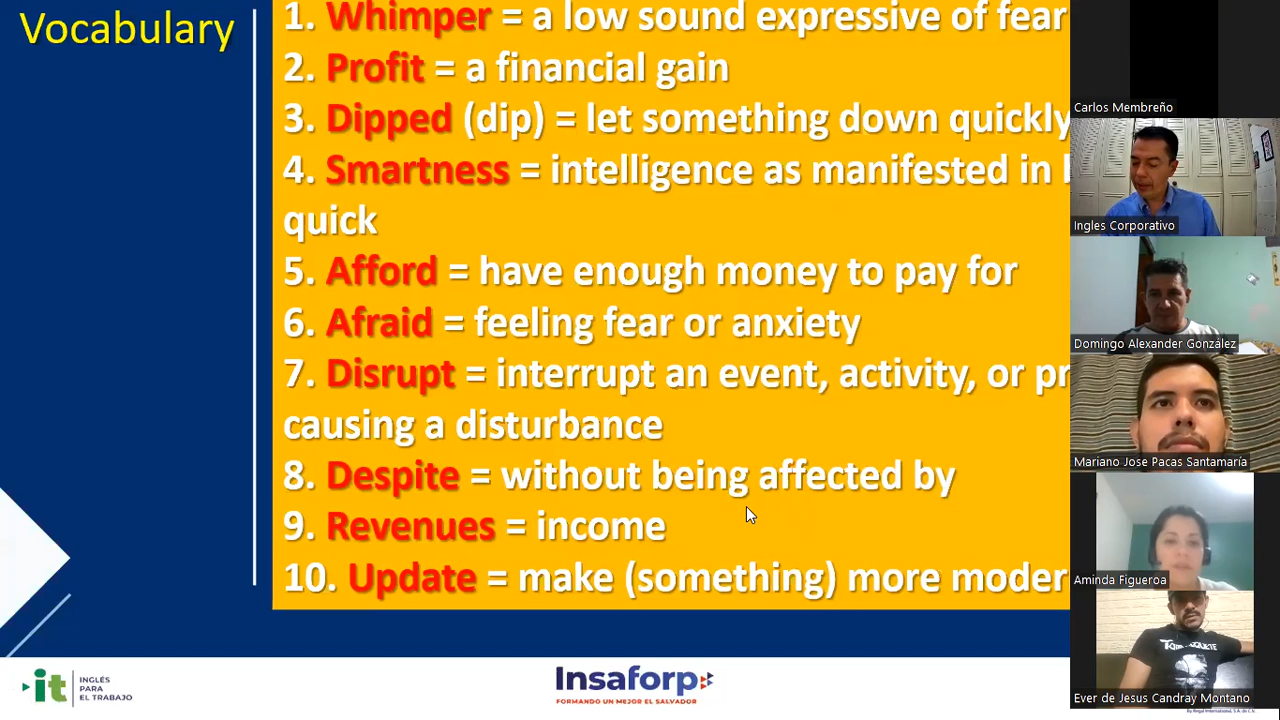 Vocabulary
1. Whimper = a low sound expressive of fear
2. Profit = a financial gain
3. Dipped (dip) = let something down quickly
4. Smartness = intelligence as manifested in
quick
5. Afford = have enough money to pay for
6. Afraid = feeling fear or anxiety
7. Disrupt = interrupt an event, activity, or
causing a disturbance
8. Despite = without being affected by
9. Revenues = income
10. Update = make (something) more
Carlos Membreño
Ingles Corporativo
Domingo Alexander González
Mariano Jose Pacas Santamaría
Aminda Figueroa
Ever de Jesus Candray Montano
it
INGLÉS
PARA
EL TRABAJO
Insaforp
FORMANDO UN MEJOR EL SALVADOR